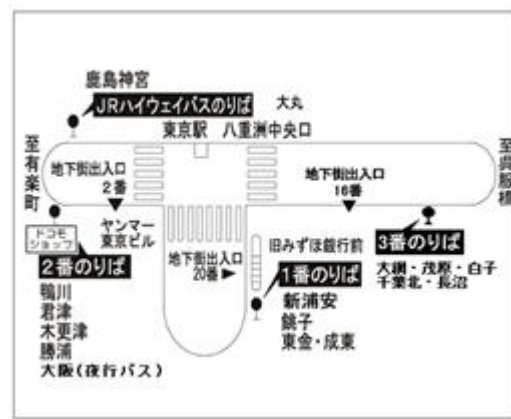 鹿島神宮
JRハイウェイバスのりば
大丸
東京駅 八重洲中央口
至有楽町
至呉服橋
地下街出入口
2番
地下街出入口
16番
ドコモ
ショップ
ヤンマー
東京ビル
2番のりば
鴨川
君津
木更津
勝浦
大阪(夜行バス)
地下街出入口
20番
旧みずほ銀行前
1番のりば
新浦安
銚子
東金・成東
3番のりば
大網・茂原・白子
千葉北・長沼